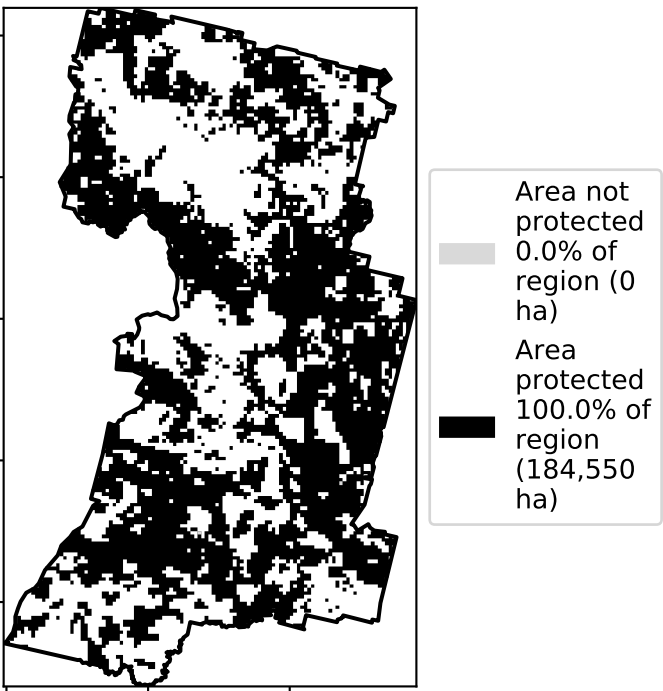 Area not
protected
0.0% of
region (0
ha)
Area
protected
100.0% of
region
(184,550
ha)